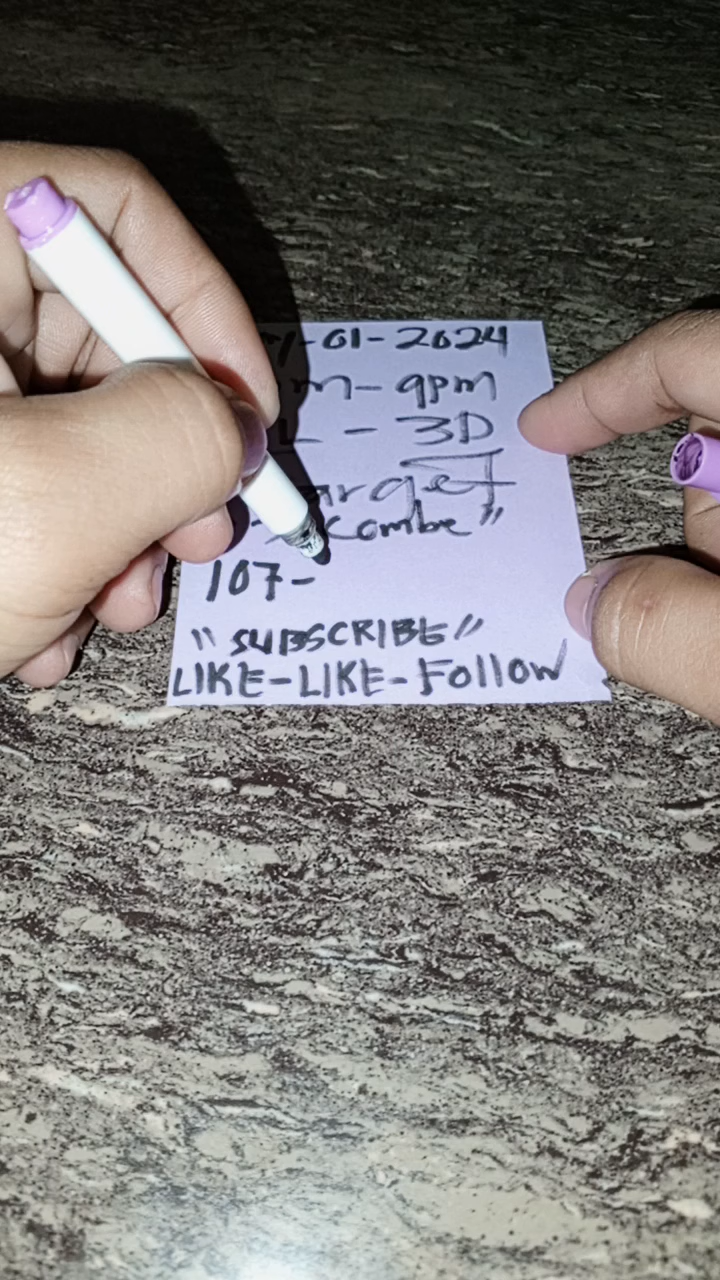 -01-2024
m-9pm
L - 3D
arget
Combe"
107-
"SUBSCRIBE"
LIKE-LIKE-Follow